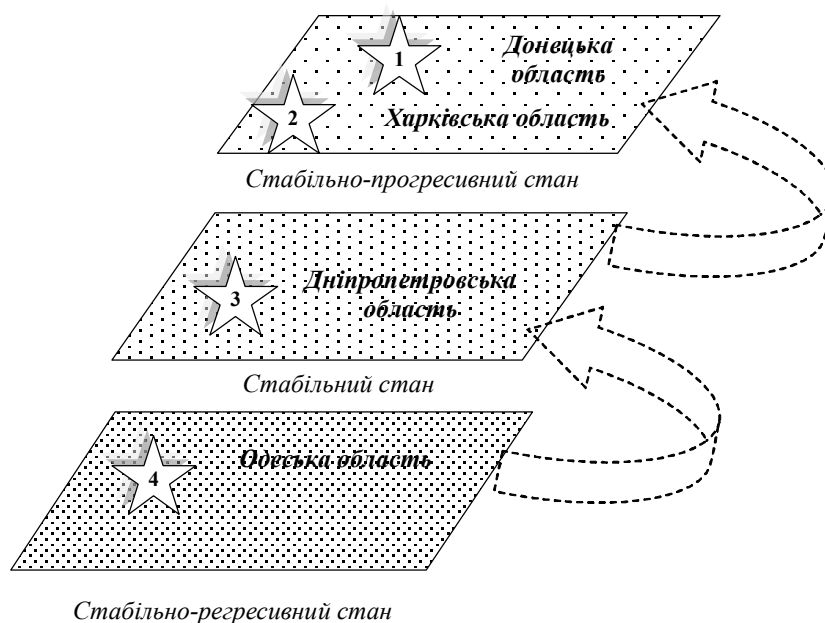 1
Донецька
область
2
Харківська область
Стабільно-прогресивний стан
3
Дніпропетровська
область
Стабільний стан
4
Одеська область
Стабільно-регресивний стан